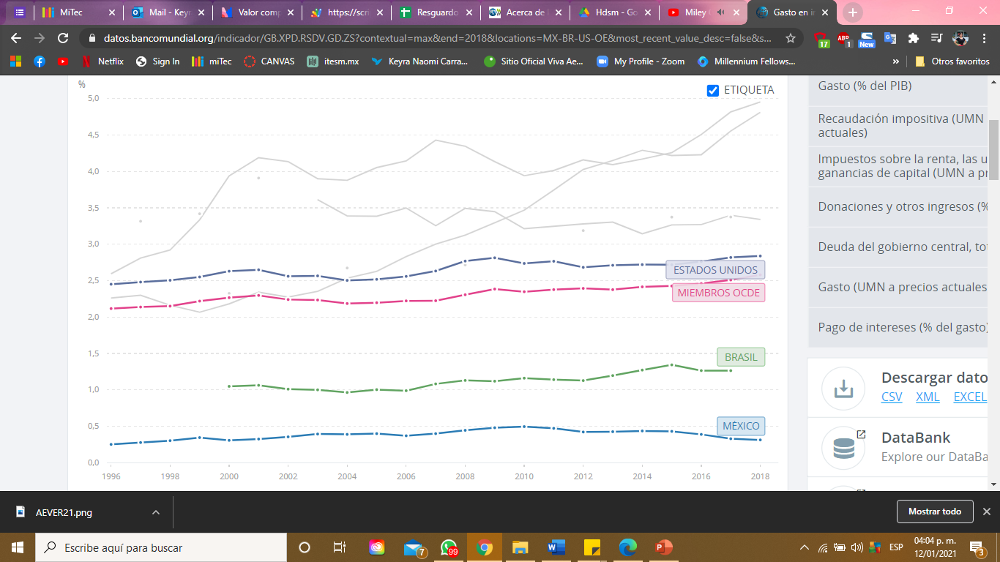 MiTec
Mail - Keyr
Valor comp
https://scri
Resguardo
Acerca de l
Hdsm - Go
Miley C
Gasto en in
datos.bancomundial.org/indicador/GB.XPD.RSDV.GD.ZS?contextual=max&end=2018&locations=MX-BR-US-OE&most_recent_value_desc=false&s...
17
ABP
1
New
Netflix
Sign In
miTec
CANVAS
itesm.mx
Keyra Naomi Carra...
Sitio Oficial Viva Ae...
My Profile - Zoom
Millennium Fellows...
»
Otros favoritos
%
ETIQUETA
5,0
4,5
4,0
3,5
3,0
2,5
2,0
1,5
1,0
0,5
0,0
ESTADOS UNIDOS
MIEMBROS OCDE
BRASIL
MÉXICO
1996 1998 2000 2002 2004 2006 2008 2010 2012 2014 2016 2018
Gasto (% del PIB)
Recaudación impositiva (UMN
actuales)
Impuestos sobre la renta, las u
ganancias de capital (UMN a pr
Donaciones y otros ingresos (%
Deuda del gobierno central, tot
Gasto (UMN a precios actuales
Pago de intereses (% del gasto)
Descargar dato
CSV XML EXCEL
DataBank
Explore our DataBa
AEVER21.png
Mostrar todo
Escribe aquí para buscar
7
99
ESP
04:04 p. m.
12/01/2021
3